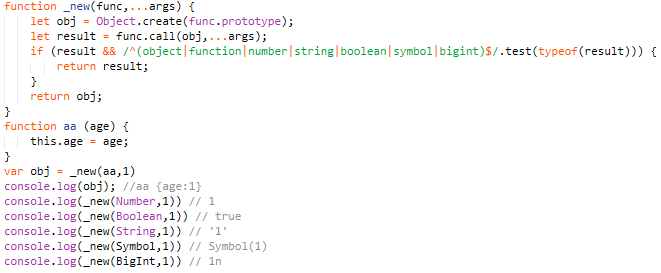 function _new(func,...args) {
    let obj = Object.create(func.prototype);
    let result = func.call(obj,...args);
    if (result && /^(object|function|number|string|boolean|symbol|bigint)$/.test(typeof(result))) {
        return result;
    }
    return obj;
}
function aa (age) {
    this.age = age;
}
var obj = _new(aa,1)
console.log(obj); //aa {age:1}
console.log(_new(Number,1)) // 1
console.log(_new(Boolean,1)) // true
console.log(_new(String,1)) // '1'
console.log(_new(Symbol,1)) // Symbol(1)
console.log(_new(BigInt,1)) // 1n